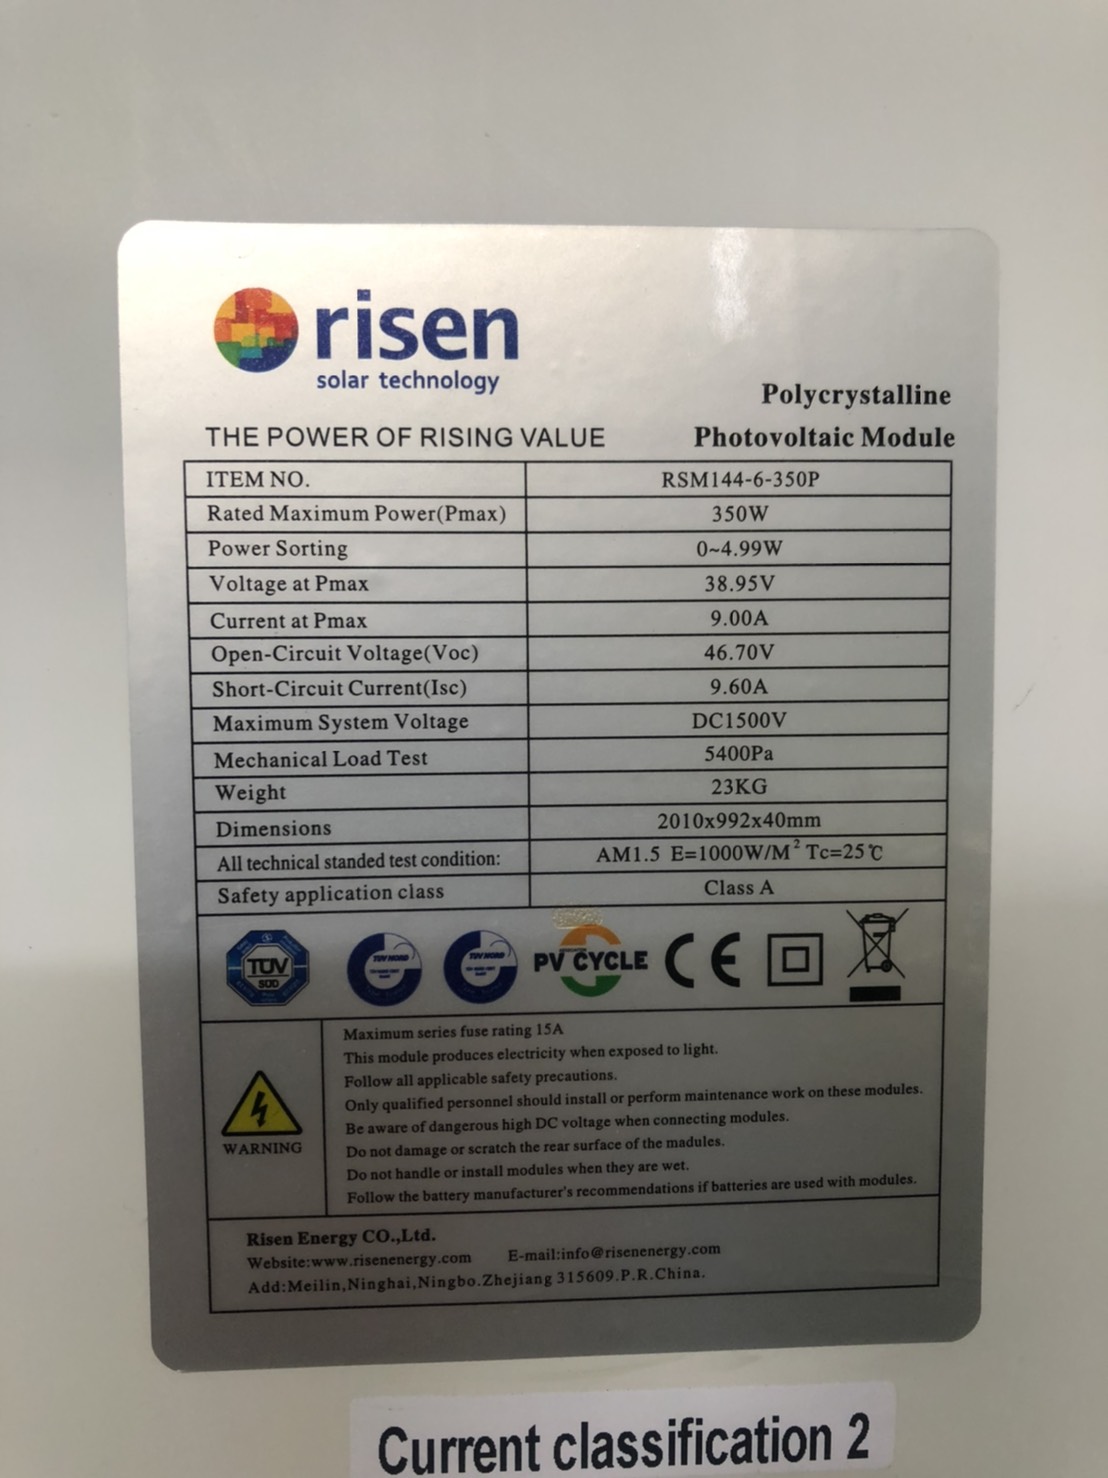 risen
solar technology
Polycrystalline
THE POWER OF RISING VALUE Photovoltaic Module
ITEM NO. RSM144-6-350P
Rated Maximum Power(Pmax) 350W
Power Sorting 0~4.99W
Voltage at Pmax 38.95V
Current at Pmax 9.00A
Open-Circuit Voltage(Voc) 46.70V
Short-Circuit Current(Isc) 9.60A
Maximum System Voltage DC1500V
Mechanical Load Test 5400Pa
Weight 23KG
Dimensions 2010x992x40mm
All technical standed test condition: AM1.5 E=1000W/M² Tc=25℃
Safety application class Class A
TÜV SÜD TÜV NORD TÜV NORD PV CYCLE CE
Maximum series fuse rating 15A
This module produces electricity when exposed to light.
Follow all applicable safety precautions.
Only qualified personnel should install or perform maintenance work on these modules.
Be aware of dangerous high DC voltage when connecting modules.
WARNING
Do not damage or scratch the rear surface of the madules.
Do not handle or install modules when they are wet.
Follow the battery manufacturer's recommendations if batteries are used with modules.
Risen Energy CO.,Ltd.
Website:www.risenenergy.com E-mail:info@risenenergy.com
Add:Meilin,Ninghai,Ningbo.Zhejiang 315609.P.R.China.
Current classification 2